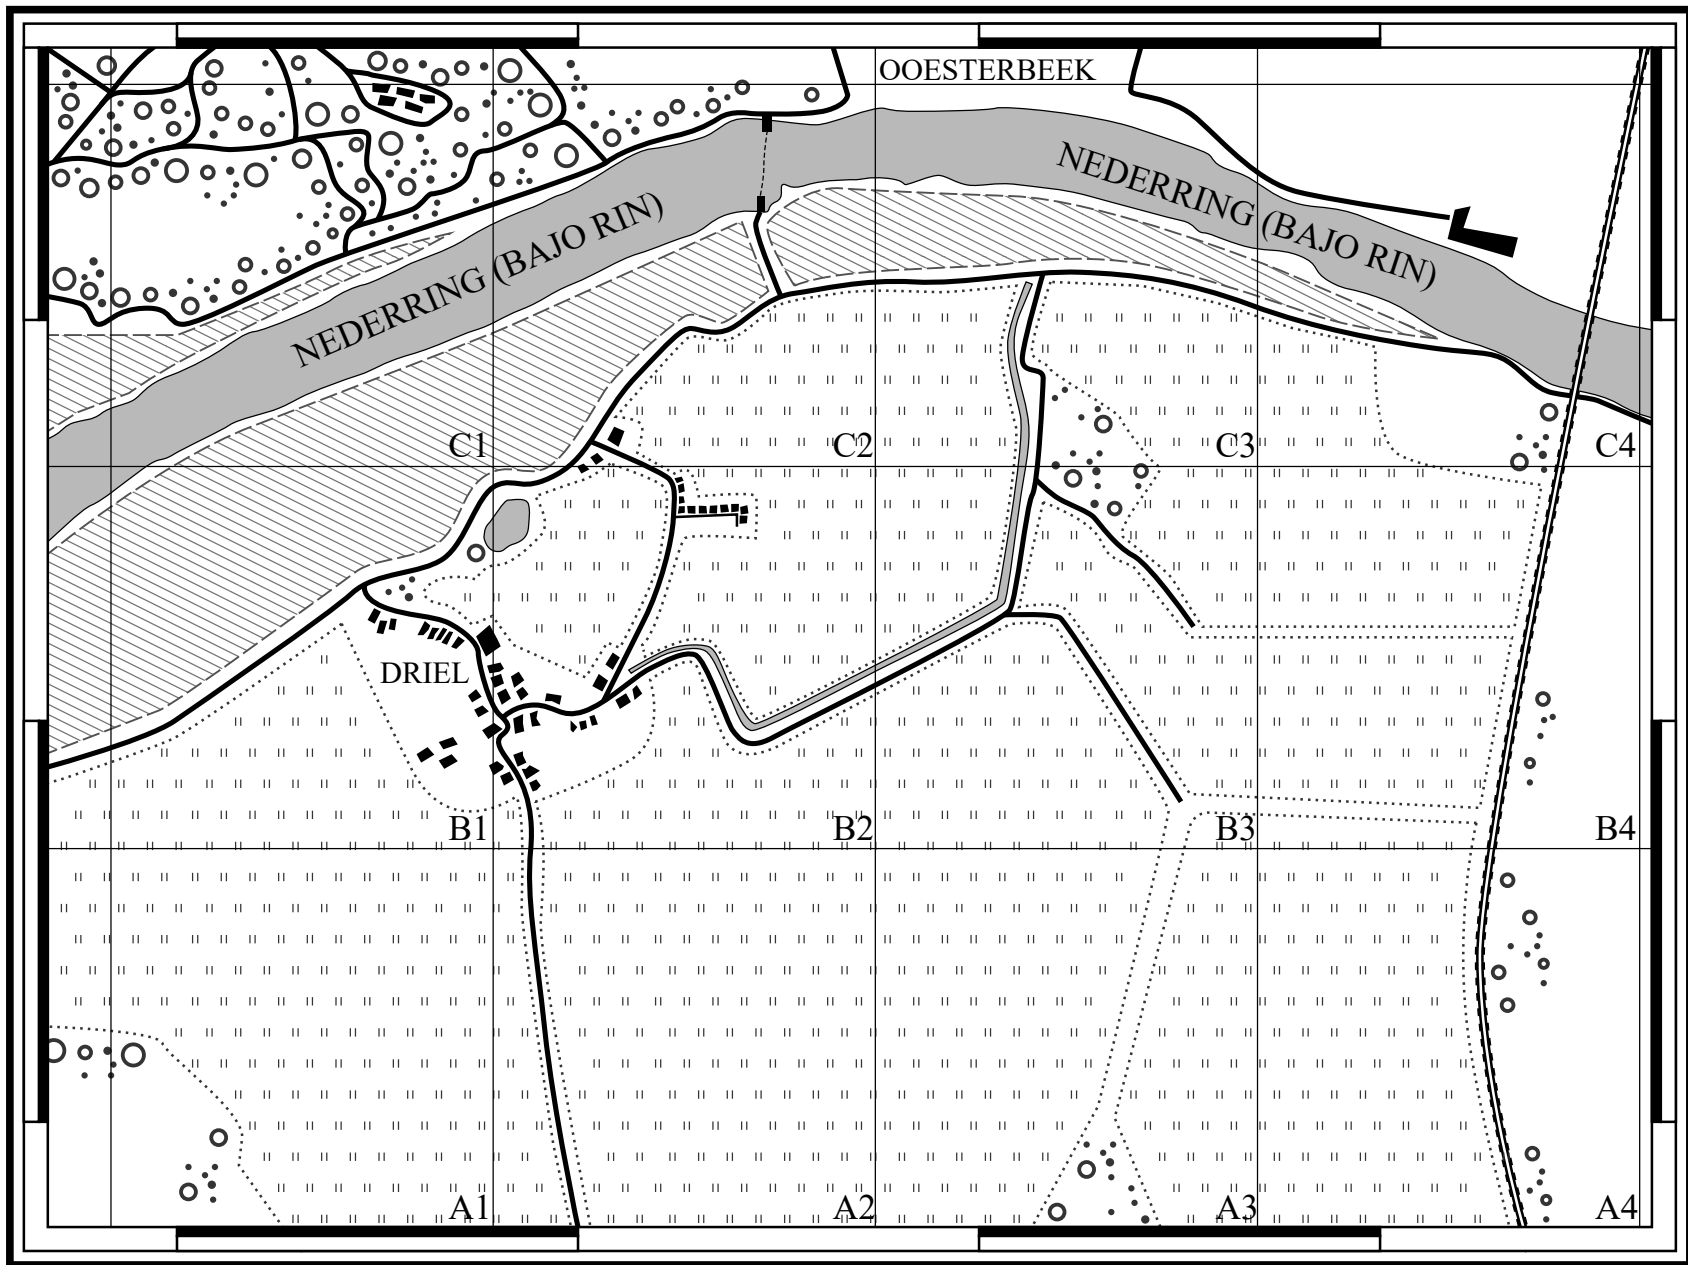 OOESTERBEEK
NEDERRING (BAJO RIN)
NEDERRING (BAJO RIN)
C1
C2
C3
C4
DRIEL
B1
B2
B3
B4
A1
A2
A3
A4